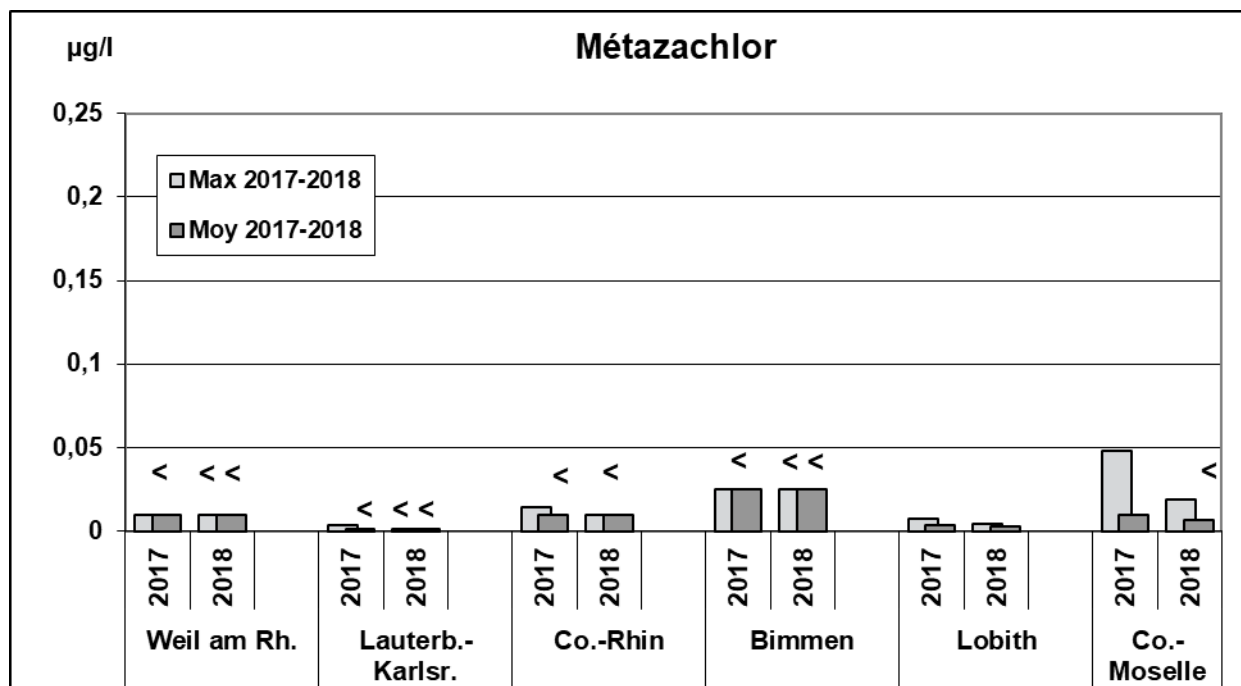 µg/l
Métazachlor
0,25
0,2
0,15
0,1
0,05
0
Max 2017-2018
Moy 2017-2018
< < < < < < < < < < < <
2017 2018 2017 2018 2017 2018 2017 2018 2017 2018 2017 2018
Weil am Rh. Lauterb.- Co.-Rhin Bimmen Lobith Co.-
Karlsr. Moselle